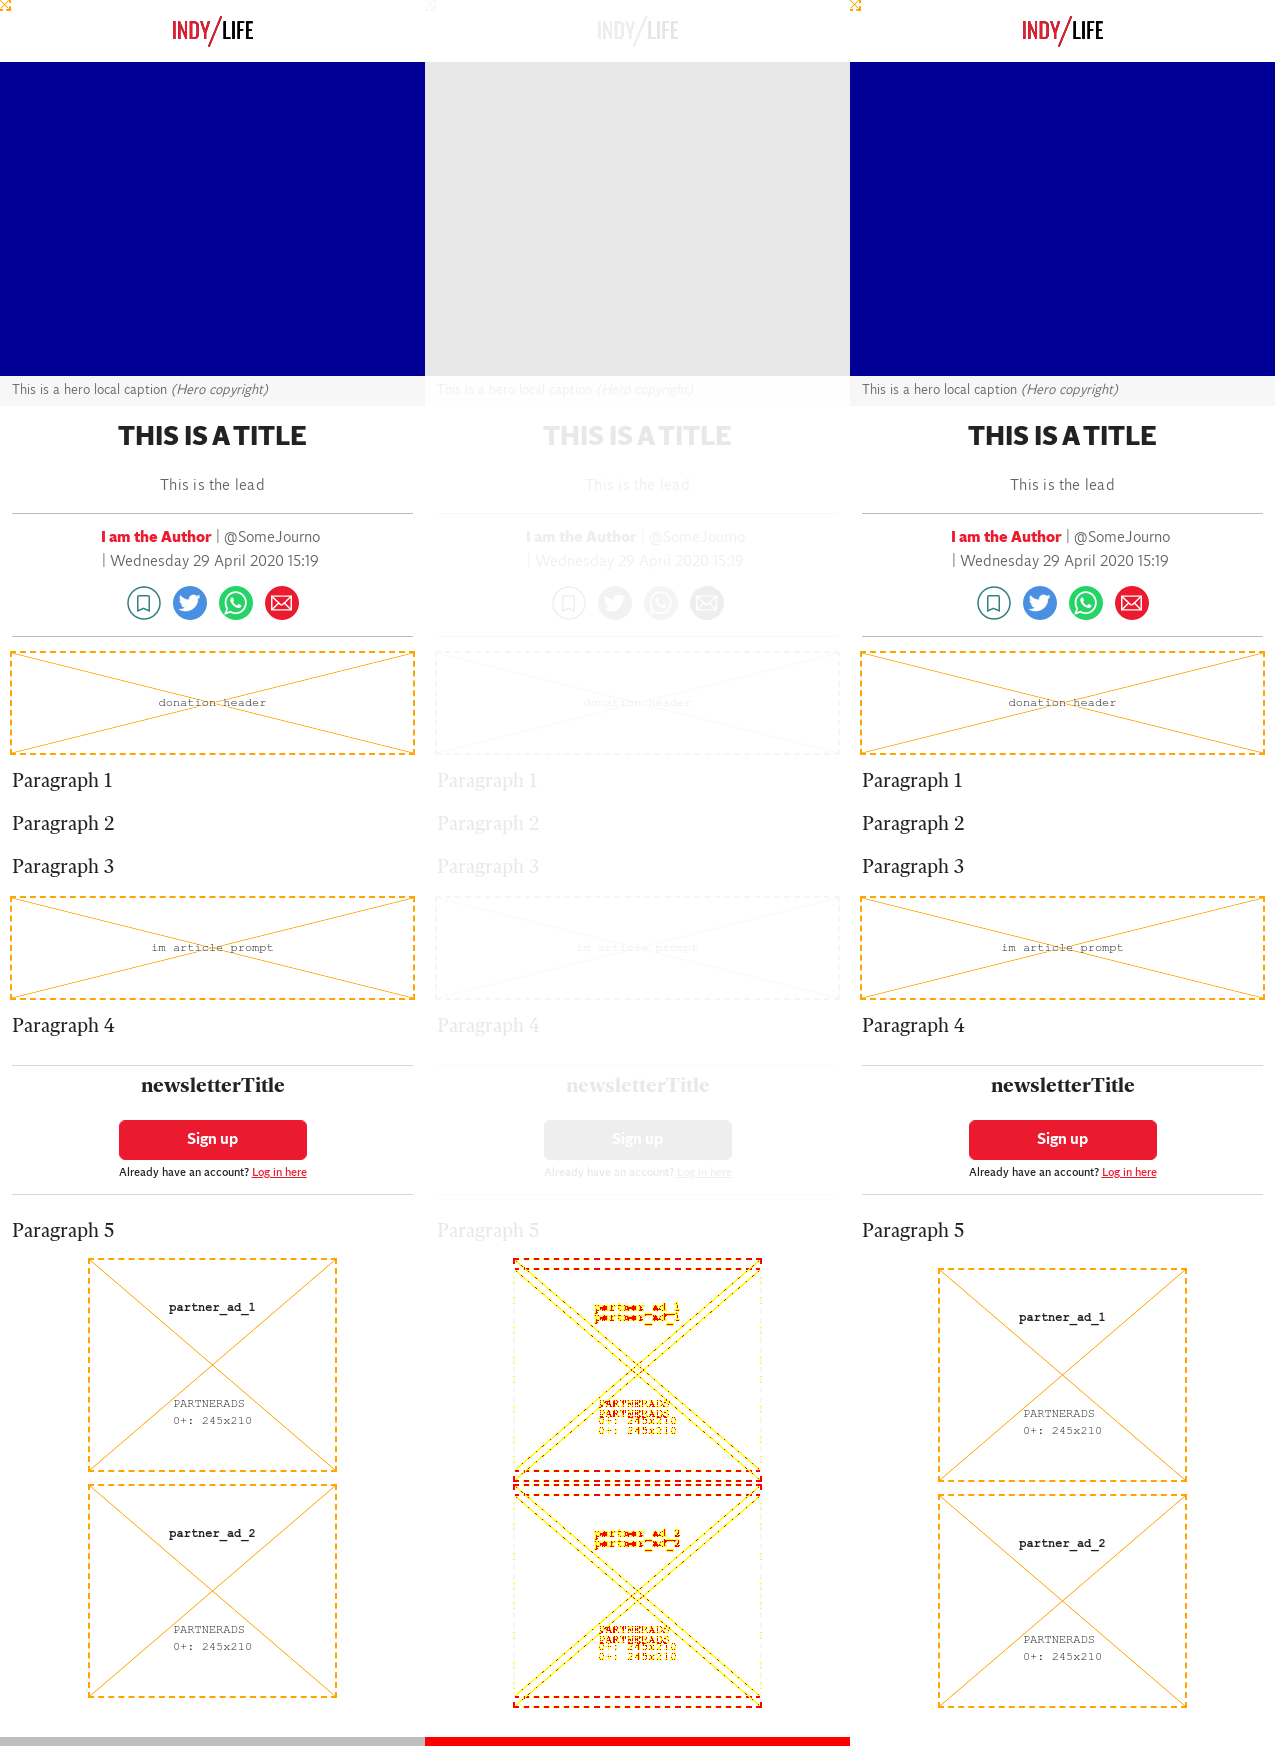 INDY/LIFE
This is a hero local caption (Hero copyright)
THIS IS A TITLE
This is the lead
I am the Author | @SomeJourno
| Wednesday 29 April 2020 15:19
donation header
Paragraph 1
Paragraph 2
Paragraph 3
im article prompt
Paragraph 4
newsletterTitle
Sign up
Already have an account? Log in here
Paragraph 5
partner_ad_1
PARTNERADS
0+: 245x210
partner_ad_2
PARTNERADS
0+: 245x210
INDY/LIFE
This is a hero local caption (Hero copyright)
THIS IS A TITLE
This is the lead
I am the Author | @SomeJourno
| Wednesday 29 April 2020 15:19
donation header
Paragraph 1
Paragraph 2
Paragraph 3
im article prompt
Paragraph 4
newsletterTitle
Sign up
Already have an account? Log in here
Paragraph 5
partner_ad_1
partner_ad_1
PARTNERADS
PARTNERADS
0+: 245x210
0+: 245x210
partner_ad_2
partner_ad_2
PARTNERADS
PARTNERADS
0+: 245x210
0+: 245x210
INDY/LIFE
This is a hero local caption (Hero copyright)
THIS IS A TITLE
This is the lead
I am the Author | @SomeJourno
| Wednesday 29 April 2020 15:19
donation header
Paragraph 1
Paragraph 2
Paragraph 3
im article prompt
Paragraph 4
newsletterTitle
Sign up
Already have an account? Log in here
Paragraph 5
partner_ad_1
PARTNERADS
0+: 245x210
partner_ad_2
PARTNERADS
0+: 245x210